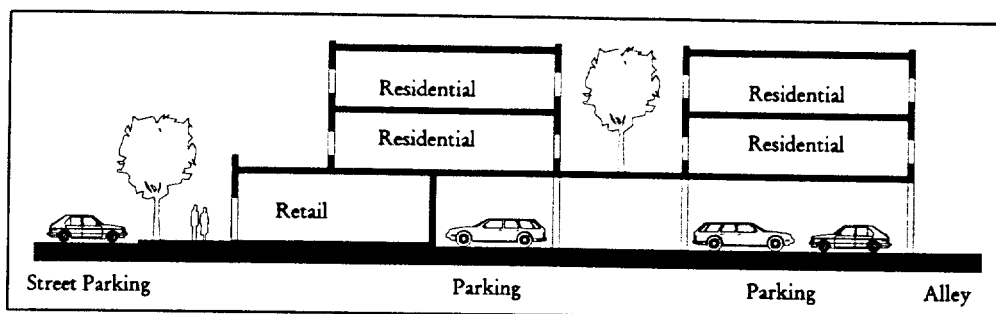 Residential
Residential
Residential
Residential
Retail
Street Parking
Parking
Parking
Alley